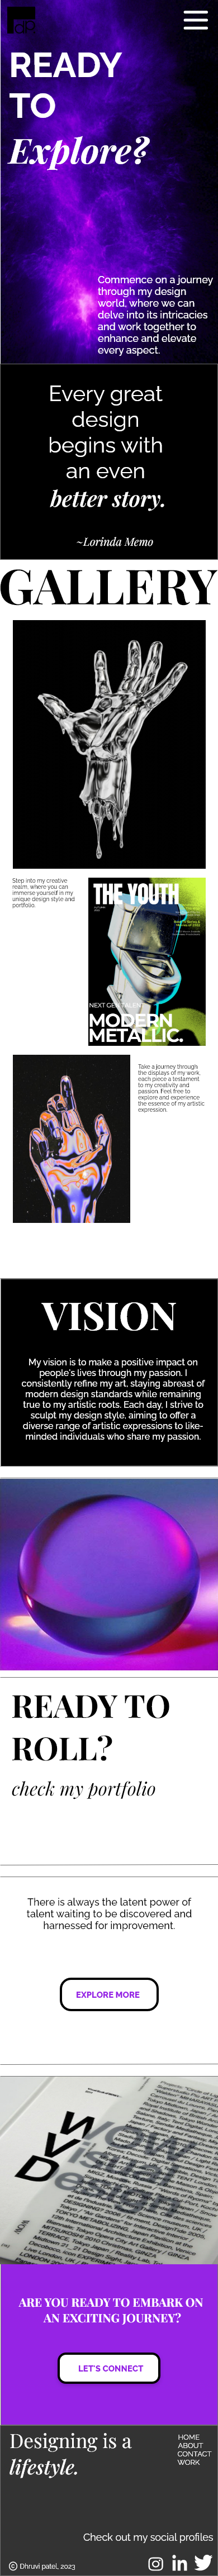 READY
TO
Explore?
Commence on a journey
through my design
world, where we can
delve into its intricacies
and work together to
enhance and elevate
every aspect.
Every great
design
begins with
an even
better story.
~Lorinda Memo
GALLERY
Step into my creative
realm, where you can
immerse yourself in my
unique design style and
portfolio.
THE YOUTH
NEXT GEN TALENT
MODERN
METALLIC.
Take a journey through
the displays of my work,
each piece a testament
to my creativity and
passion. Feel free to
explore and experience
the essence of my artistic
expression.
VISION
My vision is to make a positive impact on
people's lives through my passion. I
consistently refine my art, staying abreast of
modern design standards while remaining
true to my artistic roots. Each day, I strive to
sculpt my design style, aiming to offer a
diverse range of artistic expressions to like-
minded individuals who share my passion.
READY TO
ROLL?
check my portfolio
There is always the latent power of
talent waiting to be discovered and
harnessed for improvement.
EXPLORE MORE
WOW
Visual
Design
ARE YOU READY TO EMBARK ON
AN EXCITING JOURNEY?
LET'S CONNECT
Designing is a
lifestyle.
HOME
ABOUT
CONTACT
WORK
Check out my social profiles
© Dhruvi patel, 2023